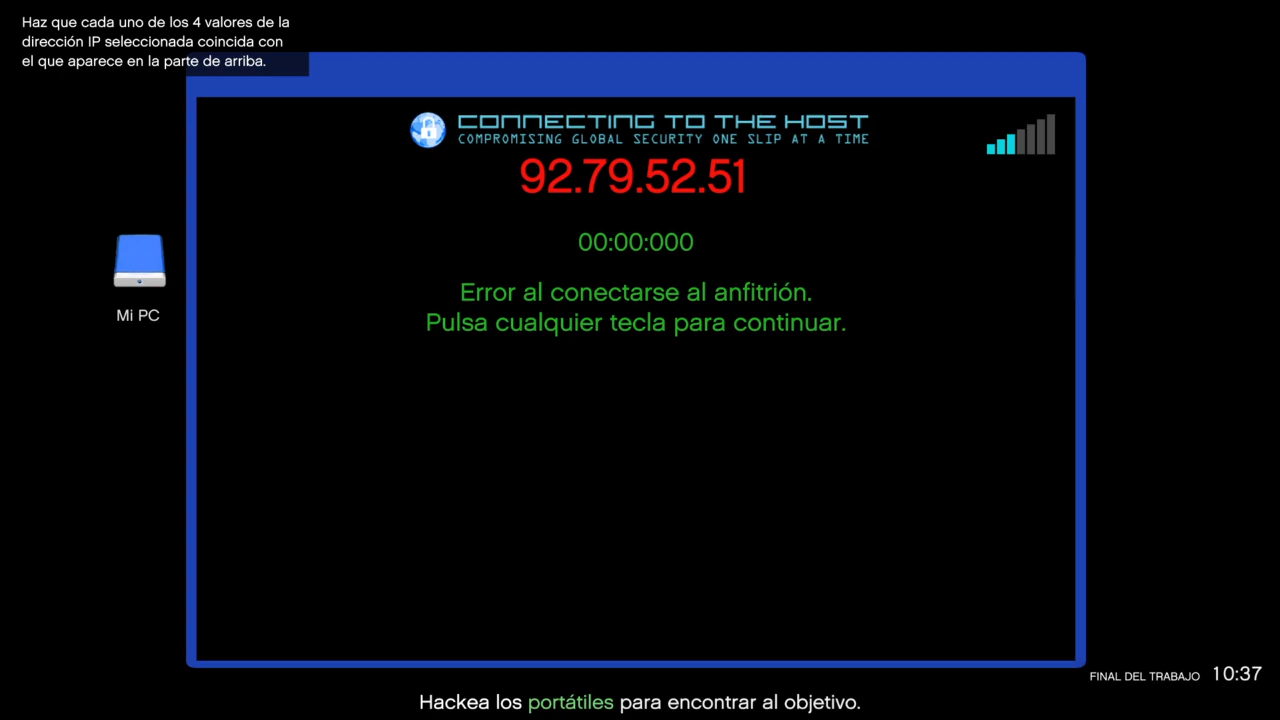 Haz que cada uno de los 4 valores de la
dirección IP seleccionada coincida con
el que aparece en la parte de arriba.
CONNECTING TO THE HOST
COMPROMISING GLOBAL SECURITY ONE SLIP AT A TIME
92.79.52.51
00:00:000
Error al conectarse al anfitrión.
Pulsa cualquier tecla para continuar.
Mi PC
FINAL DEL TRABAJO 10:37
Hackea los portátiles para encontrar al objetivo.